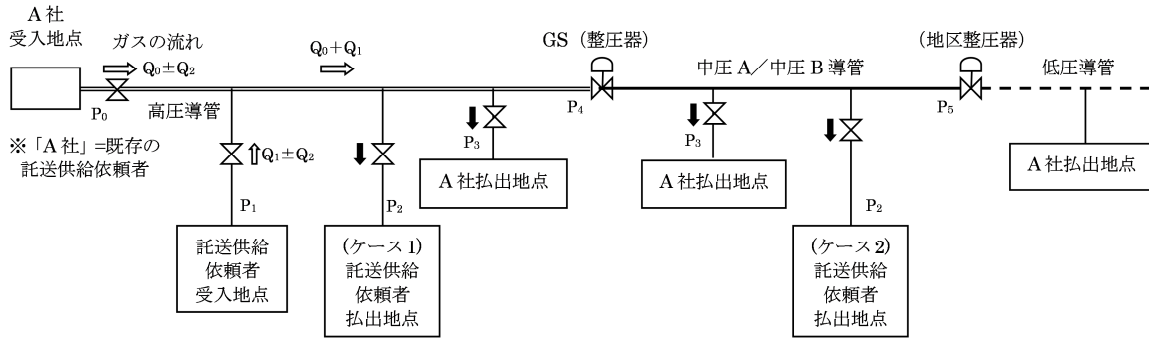 A 社
受入地点
ガスの流れ
Q₀±Q₂
Q₀+Q₁
GS（整圧器）
中圧 A／中圧 B 導管
（地区整圧器）
低圧導管
P₀
高圧導管
P₄
P₅
※「A社」=既存の
託送供給依頼者
Q₁±Q₂
P₃
P₃
A 社払出地点
A 社払出地点
A 社払出地点
P₁
P₂
P₂
託送供給
依頼者
受入地点
(ケース 1)
託送供給
依頼者
払出地点
(ケース 2)
託送供給
依頼者
払出地点